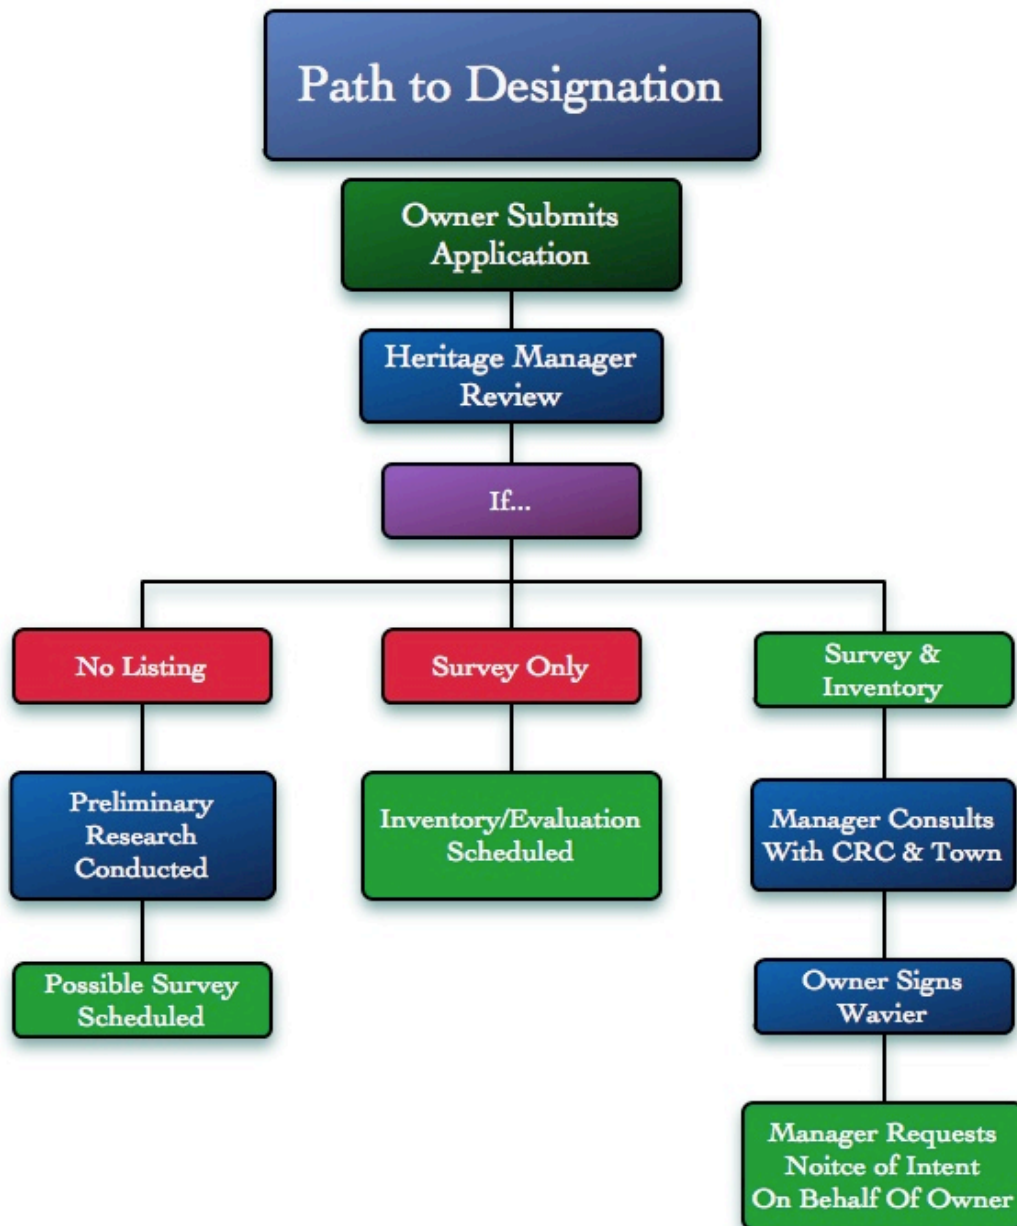 Path to Designation
Owner Submits
Application
Heritage Manager
Review
If...
No Listing
Survey Only
Survey &
Inventory
Preliminary
Research
Conducted
Inventory/Evaluation
Scheduled
Manager Consults
With CRC & Town
Possible Survey
Scheduled
Owner Signs
Wavier
Manager Requests
Noitce of Intent
On Behalf Of Owner